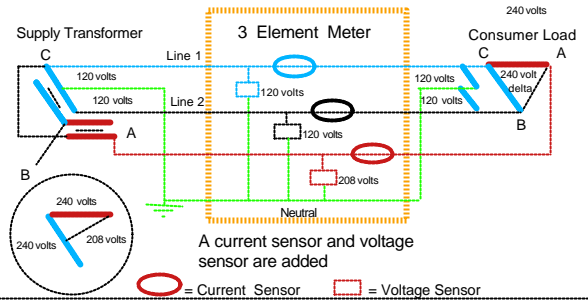 240 volts
Supply Transformer
3 Element Meter
Consumer Load
C
Line 1
C
A
120 volts
120 volts
240 volt
delta
120 volts
Line 2
120 volts
120 volts
B
A
120 volts
B
208 volts
240 volts
240 volts
208 volts
Neutral
A current sensor and voltage
sensor are added
= Current Sensor
= Voltage Sensor